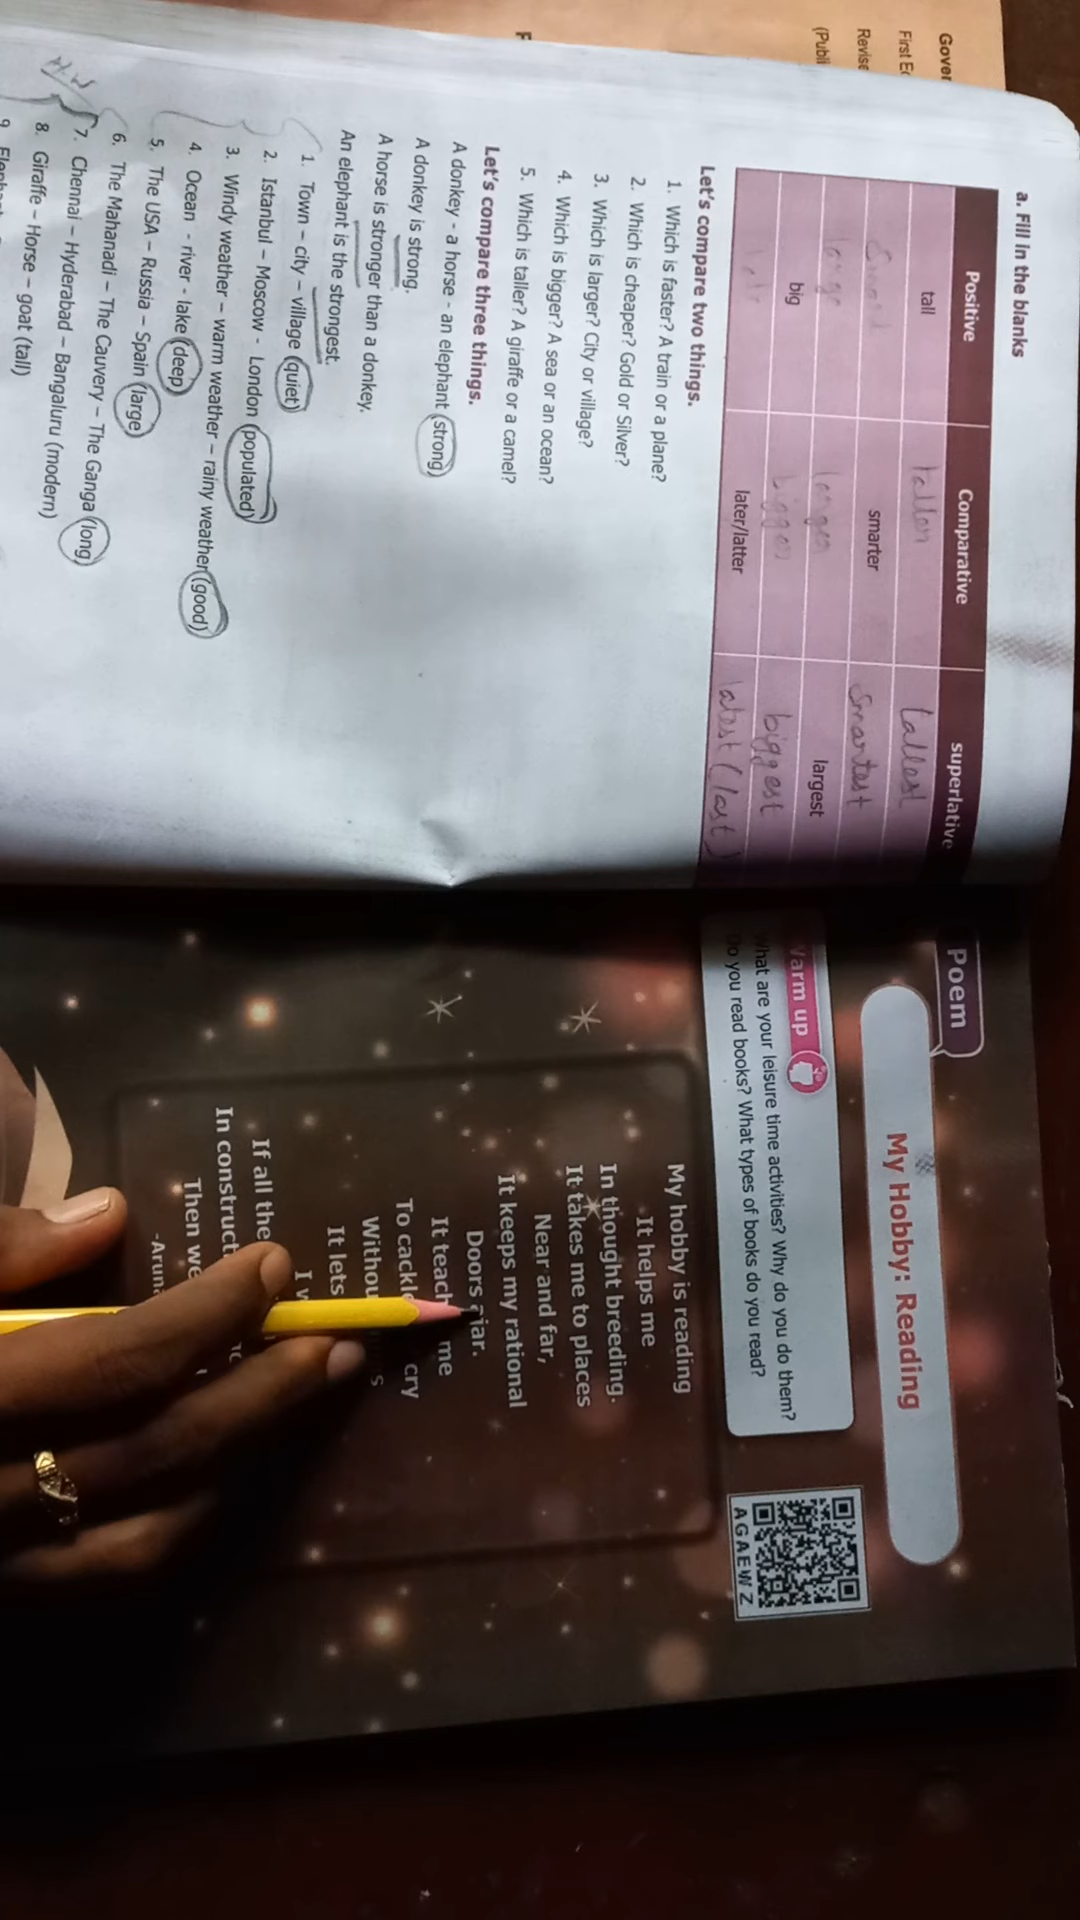 Gover
First E
Revise
(Publi
F
a. Fill in the blanks
Positive Comparative superlative
tall taller tallest
Smart smarter Smartest
large larger largest
big bigger biggest
later/latter latest (last)
Let's compare two things.
1. Which is faster? A train or a plane?
2. Which is cheaper? Gold or Silver?
3. Which is larger? City or village?
4. Which is bigger? A sea or an ocean?
5. Which is taller? A giraffe or a camel?
Let's compare three things.
A donkey - a horse - an elephant (strong)
A donkey is strong.
A horse is stronger than a donkey.
An elephant is the strongest.
1. Town – city – village (quiet)
2. Istanbul – Moscow - London (populated)
3. Windy weather – warm weather – rainy weather (good)
4. Ocean - river - lake (deep)
5. The USA – Russia – Spain (large)
6. The Mahanadi – The Cauvery – The Ganga (long)
7. Chennai – Hyderabad – Bangaluru (modern)
8. Giraffe – Horse – goat (tall)
H.W
Poem
My Hobby: Reading
Warm up
What are your leisure time activities? Why do you do them?
Do you read books? What types of books do you read?
AGAEWZ
My hobby is reading
It helps me
In thought breeding.
It takes me to places
Near and far,
It keeps my rational
Doors ajar.
It teach me
To cackl cry
Withou
It lets
I w
If all the
In construct
Then we
-Aruna